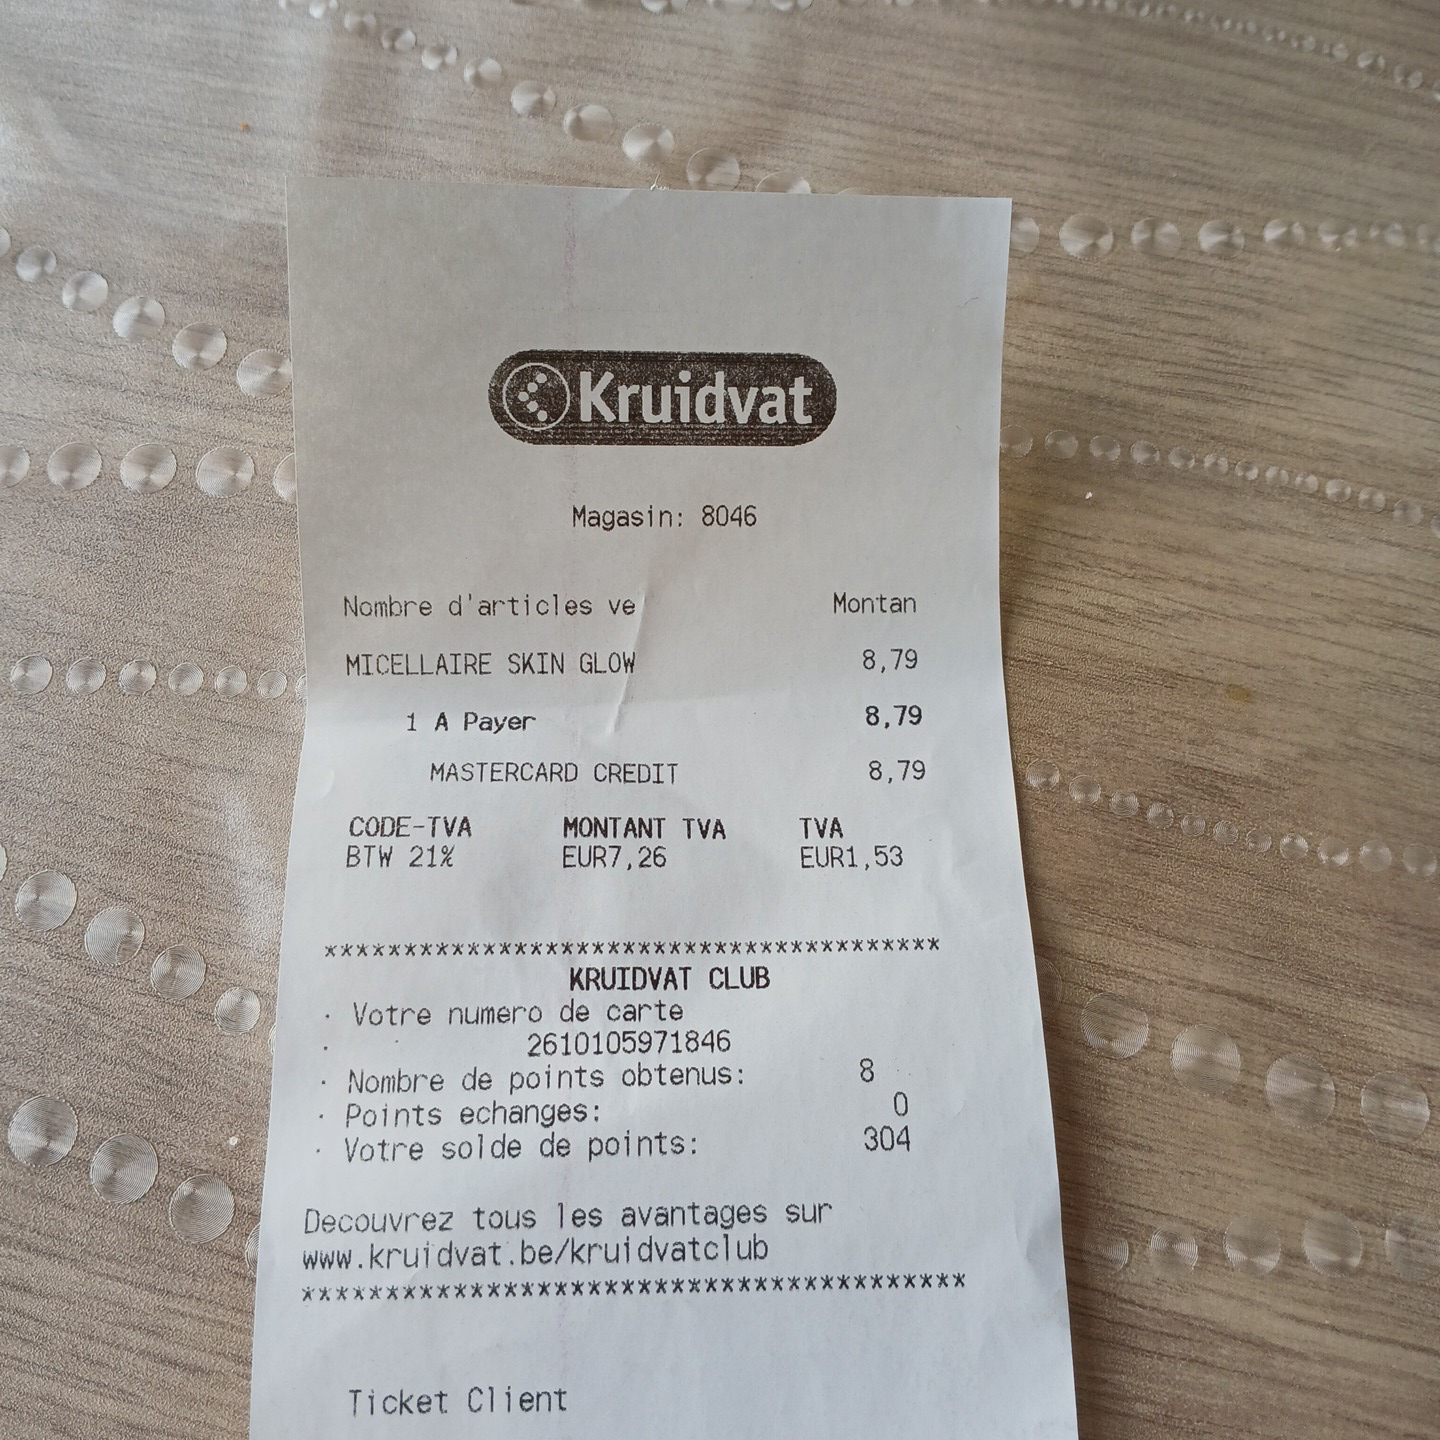 Kruidvat
Magasin: 8046
Nombre d'articles ve Montan
MICELLAIRE SKIN GLOW 8,79
1 A Payer 8,79
MASTERCARD CREDIT 8,79
CODE-TVA MONTANT TVA TVA
BTW 21% EUR7,26 EUR1,53
***************************************
KRUIDVAT CLUB
· Votre numero de carte
· 2610105971846
· Nombre de points obtenus: 8
· Points echanges: 0
· Votre solde de points: 304
Decouvrez tous les avantages sur
www.kruidvat.be/kruidvatclub
***************************************
Ticket Client